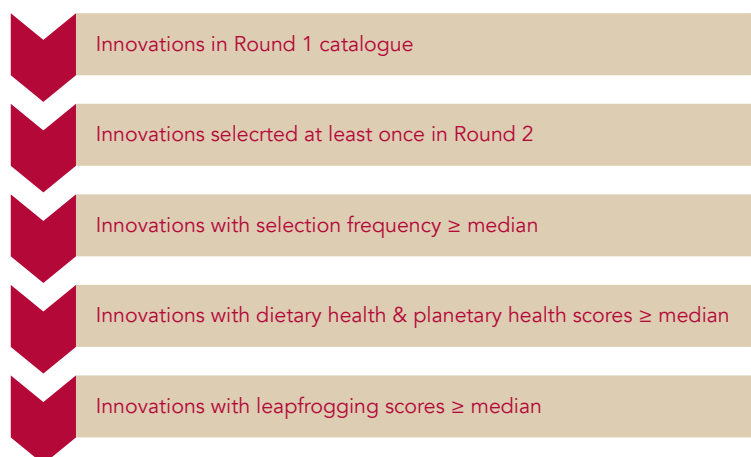 Innovations in Round 1 catalogue
Innovations selecrted at least once in Round 2
Innovations with selection frequency ≥ median
Innovations with dietary health & planetary health scores ≥ median
Innovations with leapfrogging scores ≥ median